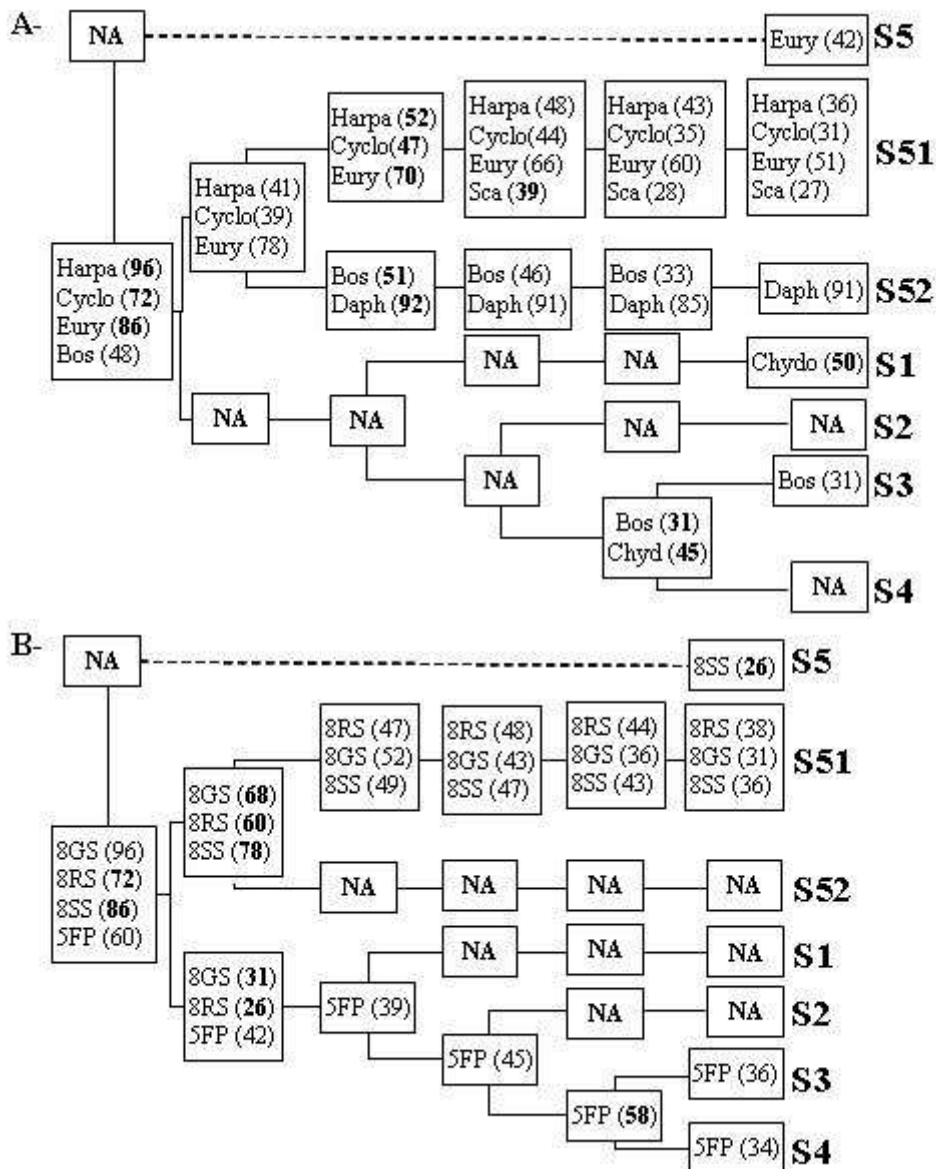 A-
NA
Eury (42)
S5
Harpa (96)
Cyclo (72)
Eury (86)
Bos (48)
Harpa (41)
Cyclo(39)
Eury (78)
Harpa (52)
Cyclo(47)
Eury (70)
Harpa (48)
Cyclo(44)
Eury (66)
Sca (39)
Harpa (43)
Cyclo(35)
Eury (60)
Sca (28)
Harpa (36)
Cyclo(31)
Eury (51)
Sca (27)
S51
Bos (51)
Daph (92)
Bos (46)
Daph (91)
Bos (33)
Daph (85)
Daph (91)
S52
NA
NA
NA
NA
Chydo (50)
S1
NA
NA
NA
S2
Bos (31)
Chyd (45)
Bos (31)
S3
NA
S4
B-
NA
8SS (26)
S5
8GS (96)
8RS (72)
8SS (86)
5FP (60)
8GS (68)
8RS (60)
8SS (78)
8RS (47)
8GS (52)
8SS (49)
8RS (48)
8GS (43)
8SS (47)
8RS (44)
8GS (36)
8SS (43)
8RS (38)
8GS (31)
8SS (36)
S51
NA
NA
NA
NA
S52
8GS (31)
8RS (26)
5FP (42)
5FP (39)
NA
NA
NA
S1
5FP (45)
NA
NA
S2
5FP (58)
5FP (36)
S3
5FP (34)
S4